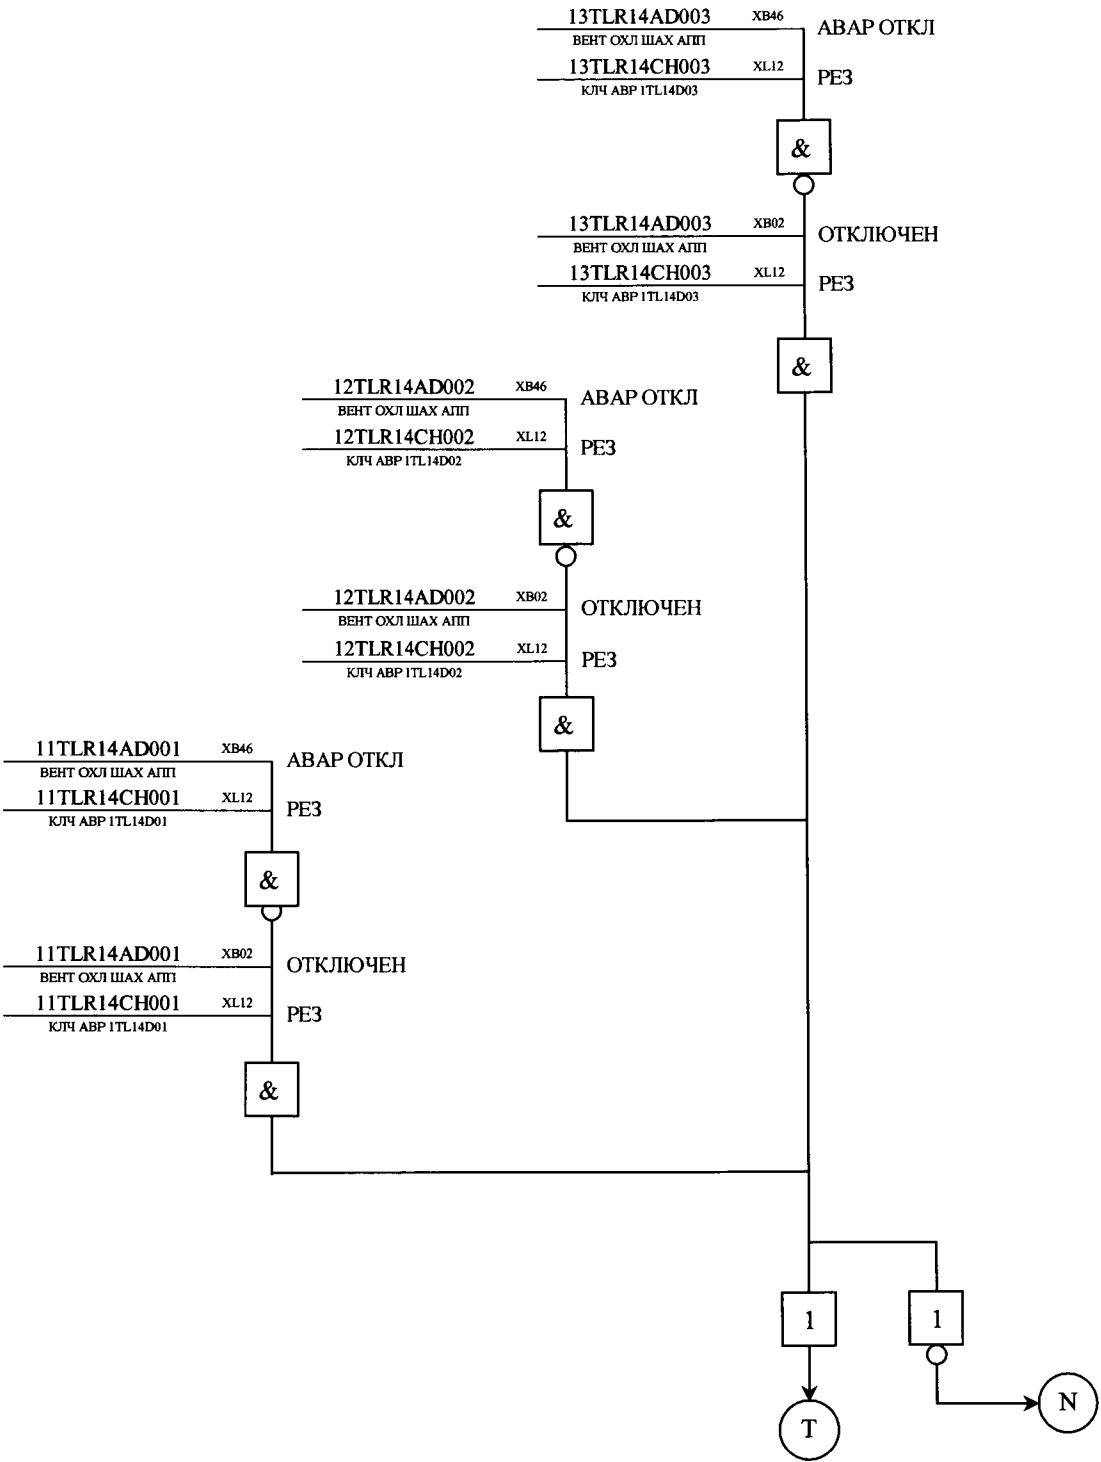 13TLR14AD003 XB46 АВАР ОТКЛ
ВЕНТ ОХЛ ШАХ АПП
13TLR14CH003 XL12 РЕЗ
КЛЧ АВР 1TL14D03
&
13TLR14AD003 XB02 ОТКЛЮЧЕН
ВЕНТ ОХЛ ШАХ АПП
13TLR14CH003 XL12 РЕЗ
КЛЧ АВР 1TL14D03
&
12TLR14AD002 XB46 АВАР ОТКЛ
ВЕНТ ОХЛ ШАХ АПП
12TLR14CH002 XL12 РЕЗ
КЛЧ АВР 1TL14D02
&
12TLR14AD002 XB02 ОТКЛЮЧЕН
ВЕНТ ОХЛ ШАХ АПП
12TLR14CH002 XL12 РЕЗ
КЛЧ АВР 1TL14D02
&
11TLR14AD001 XB46 АВАР ОТКЛ
ВЕНТ ОХЛ ШАХ АПП
11TLR14CH001 XL12 РЕЗ
КЛЧ АВР 1TL14D01
&
11TLR14AD001 XB02 ОТКЛЮЧЕН
ВЕНТ ОХЛ ШАХ АПП
11TLR14CH001 XL12 РЕЗ
КЛЧ АВР 1TL14D01
&
1 1
N
T